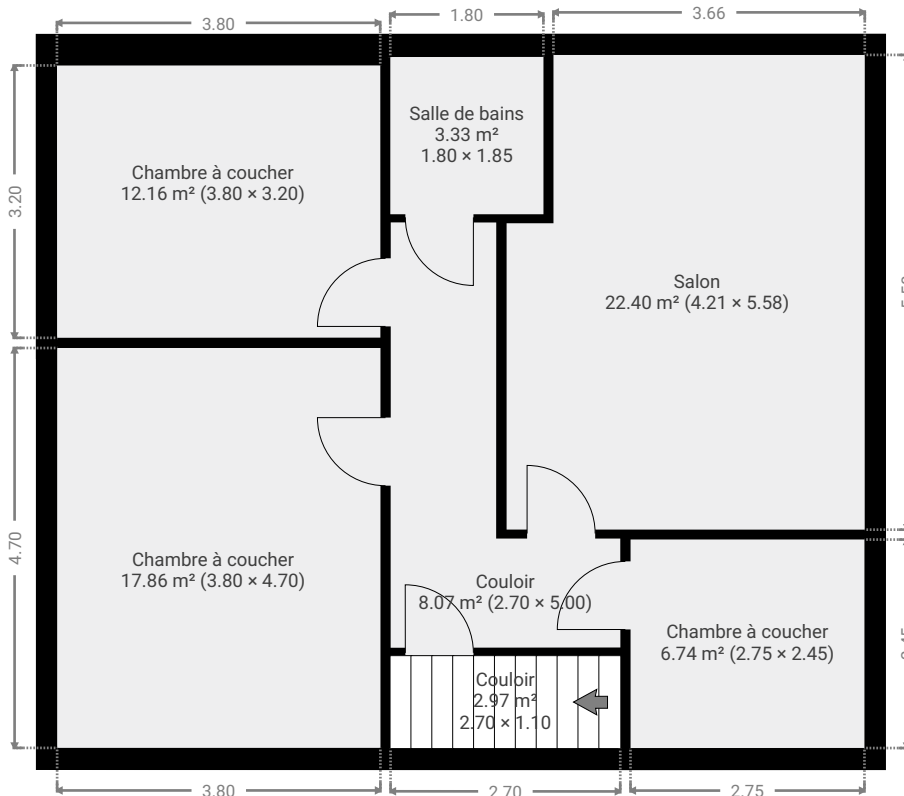 3.80
1.80
3.66
3.20
Salle de bains
3.33 m²
1.80 × 1.85
Chambre à coucher
12.16 m² (3.80 × 3.20)
Salon
22.40 m² (4.21 × 5.58)
4.70
Chambre à coucher
17.86 m² (3.80 × 4.70)
Couloir
8.07 m² (2.70 × 5.00)
Chambre à coucher
6.74 m² (2.75 × 2.45)
Couloir
2.97 m²
2.70 × 1.10
3.80
2.70
2.75